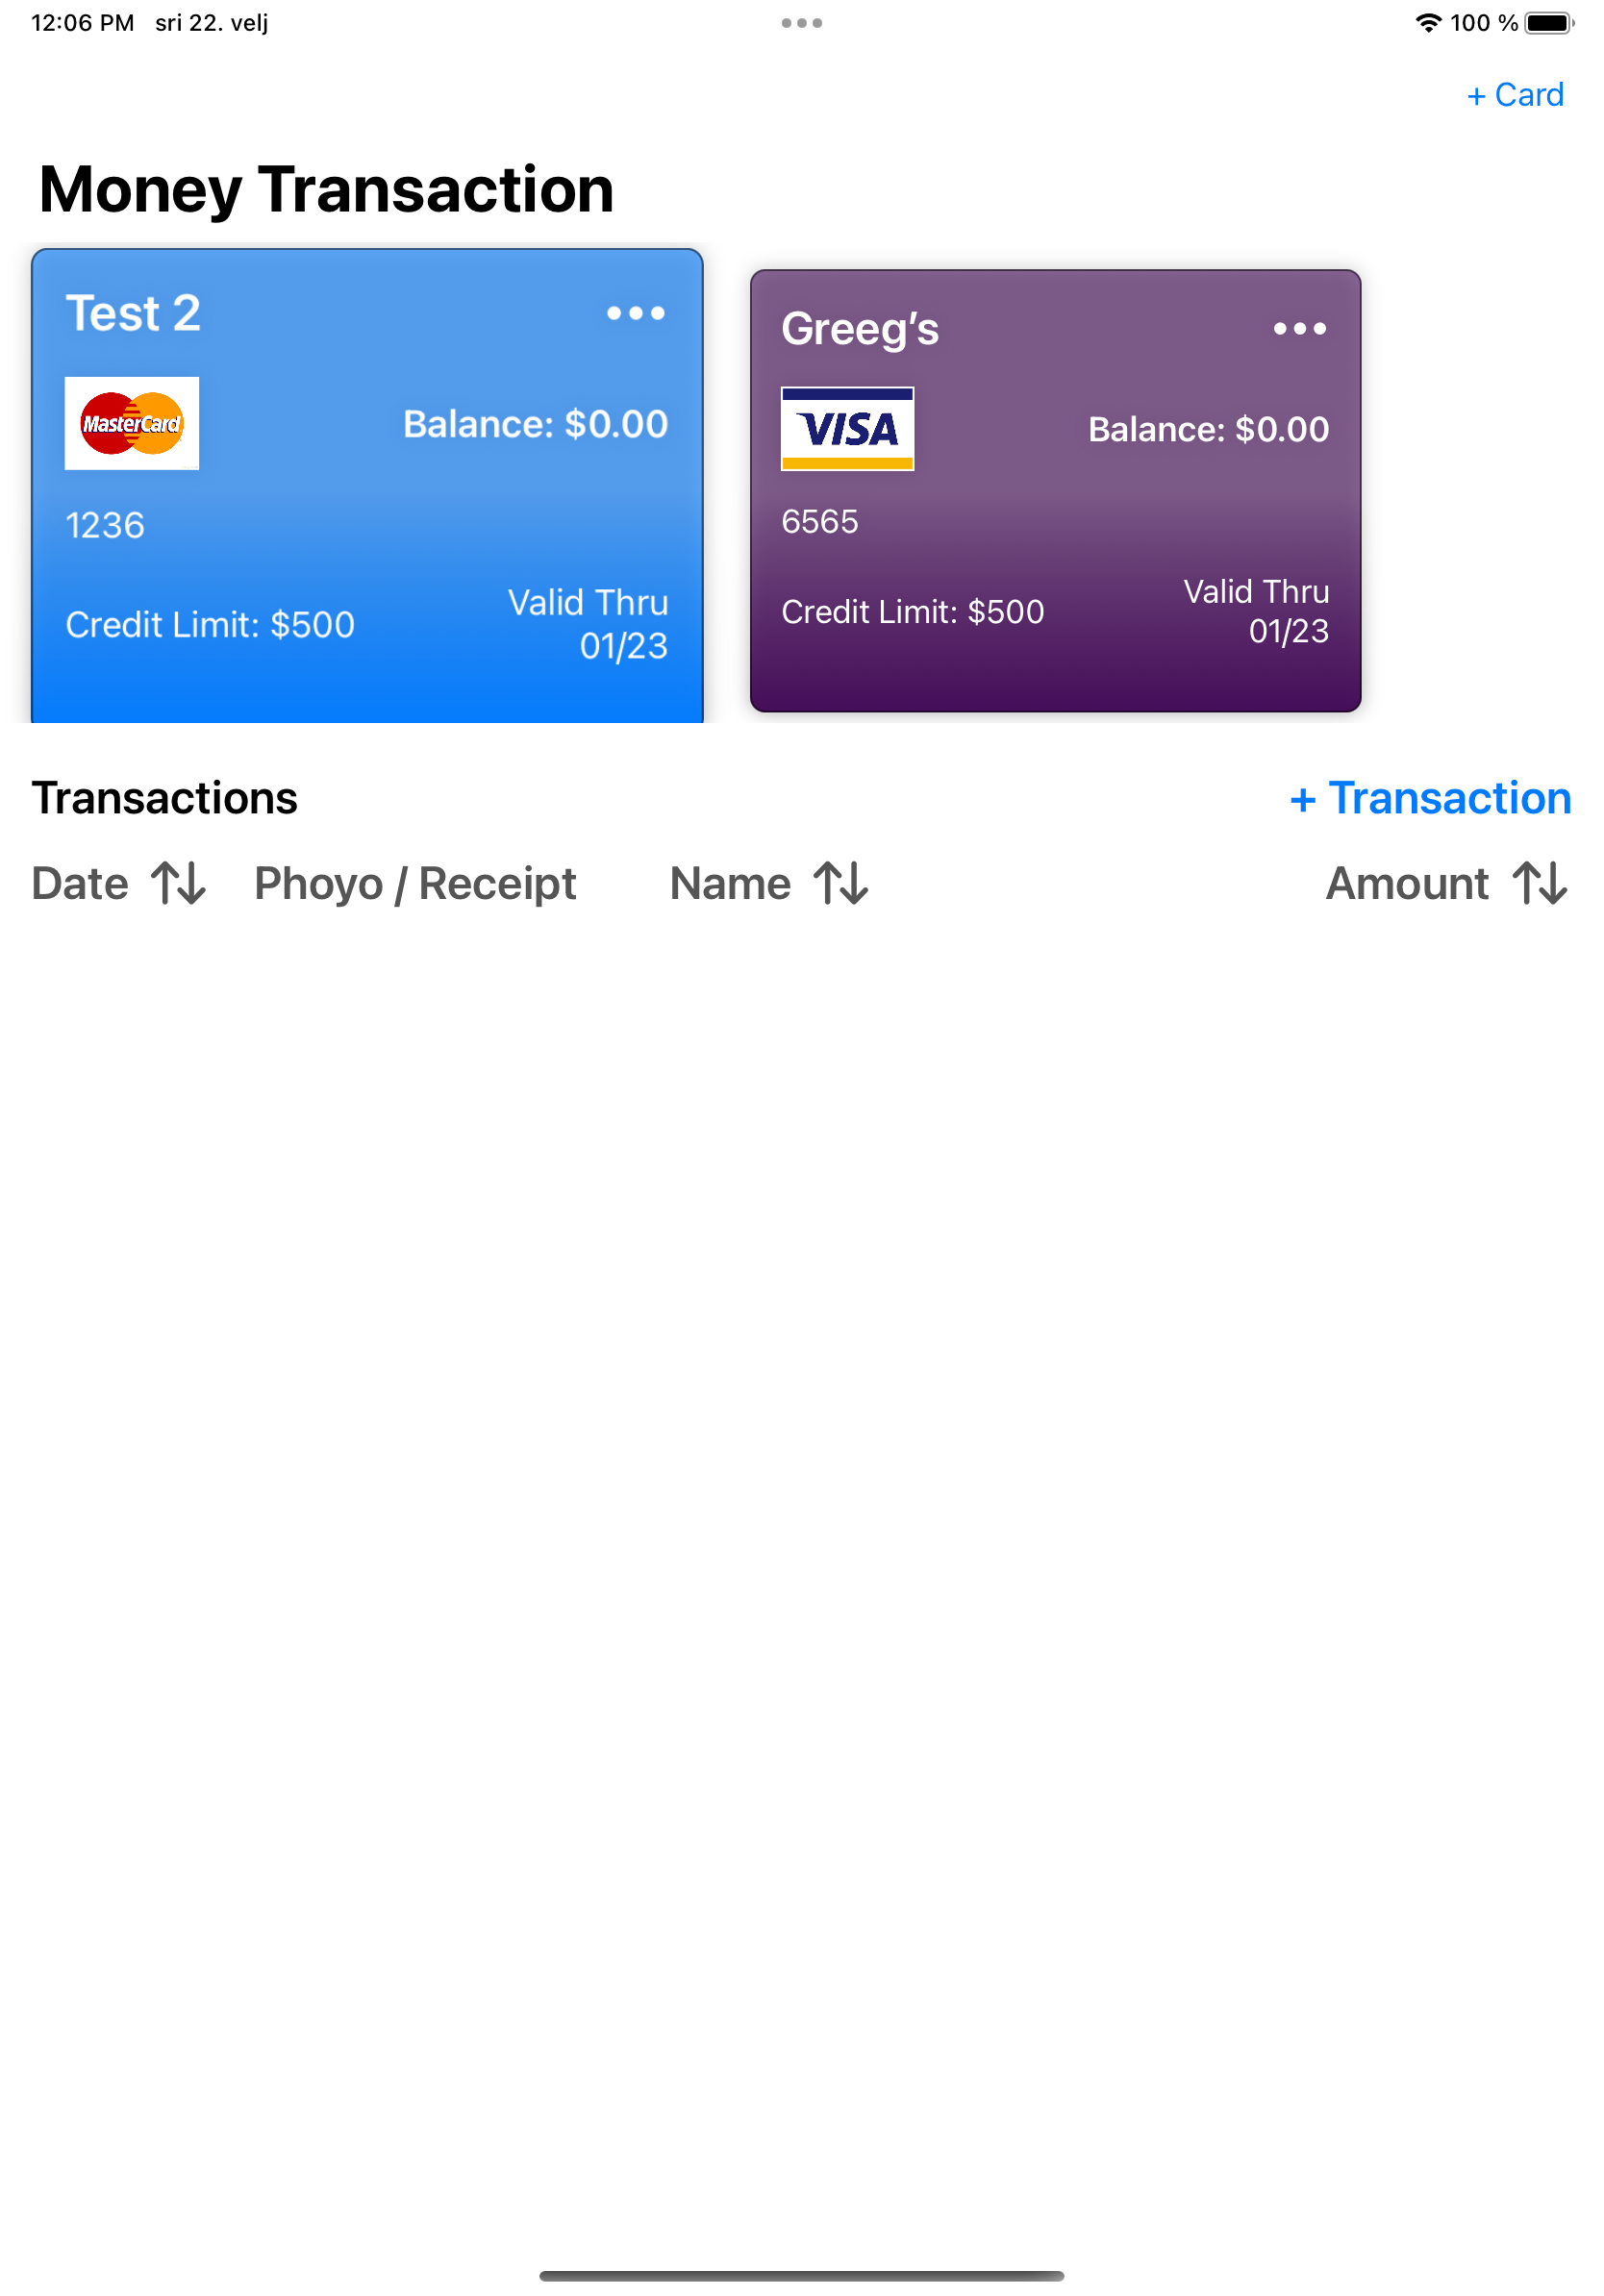 12:06 PM sri 22. velj
100 %
+ Card
Money Transaction
Test 2
MasterCard
Balance: $0.00
1236
Credit Limit: $500
Valid Thru
01/23
Greeg’s
VISA
Balance: $0.00
6565
Credit Limit: $500
Valid Thru
01/23
Transactions
+ Transaction
Date Phoyo / Receipt Name Amount